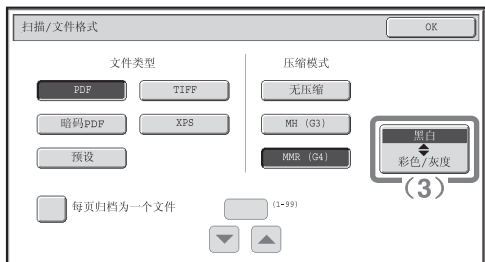 扫描/文件格式
OK
文件类型
压缩模式
PDF
TIFF
无压缩
暗码PDF
XPS
MH (G3)
黑白
彩色/灰度
预设
MMR (G4)
(3)
每页归档为一个文件
(1-99)